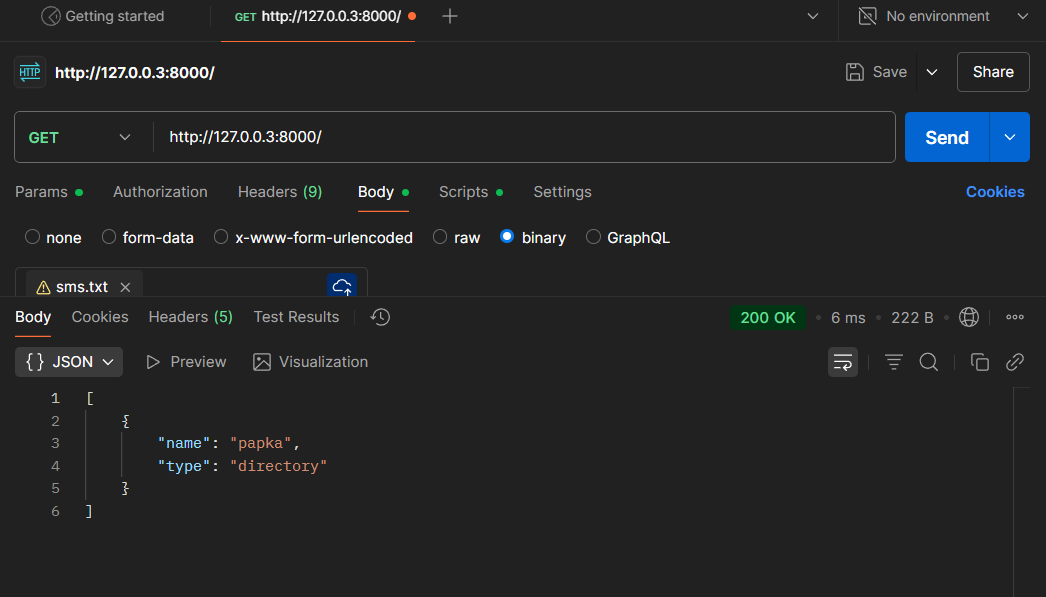 Getting started GET http://127.0.0.3:8000/ No environment
HTTP http://127.0.0.3:8000/ Save Share
GET http://127.0.0.3:8000/ Send
Params Authorization Headers (9) Body Scripts Settings Cookies
none form-data x-www-form-urlencoded raw binary GraphQL
sms.txt
Body Cookies Headers (5) Test Results 200 OK 6 ms 222 B
{} JSON Preview Visualization
1 [
2 {
3 "name": "papka",
4 "type": "directory"
5 }
6 ]